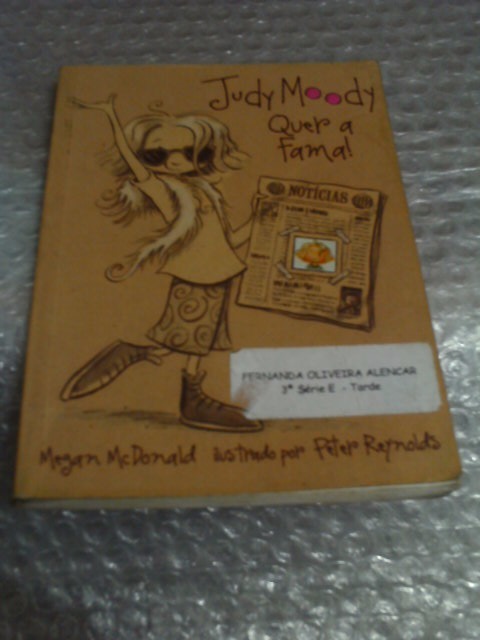 Judy Moody
Quer a
fama!
NOTÍCIAS
FERNANDA OLIVEIRA ALENCAR
3ª Série E - Tarde
Megan McDonald ilustrado por Peter Reynolds